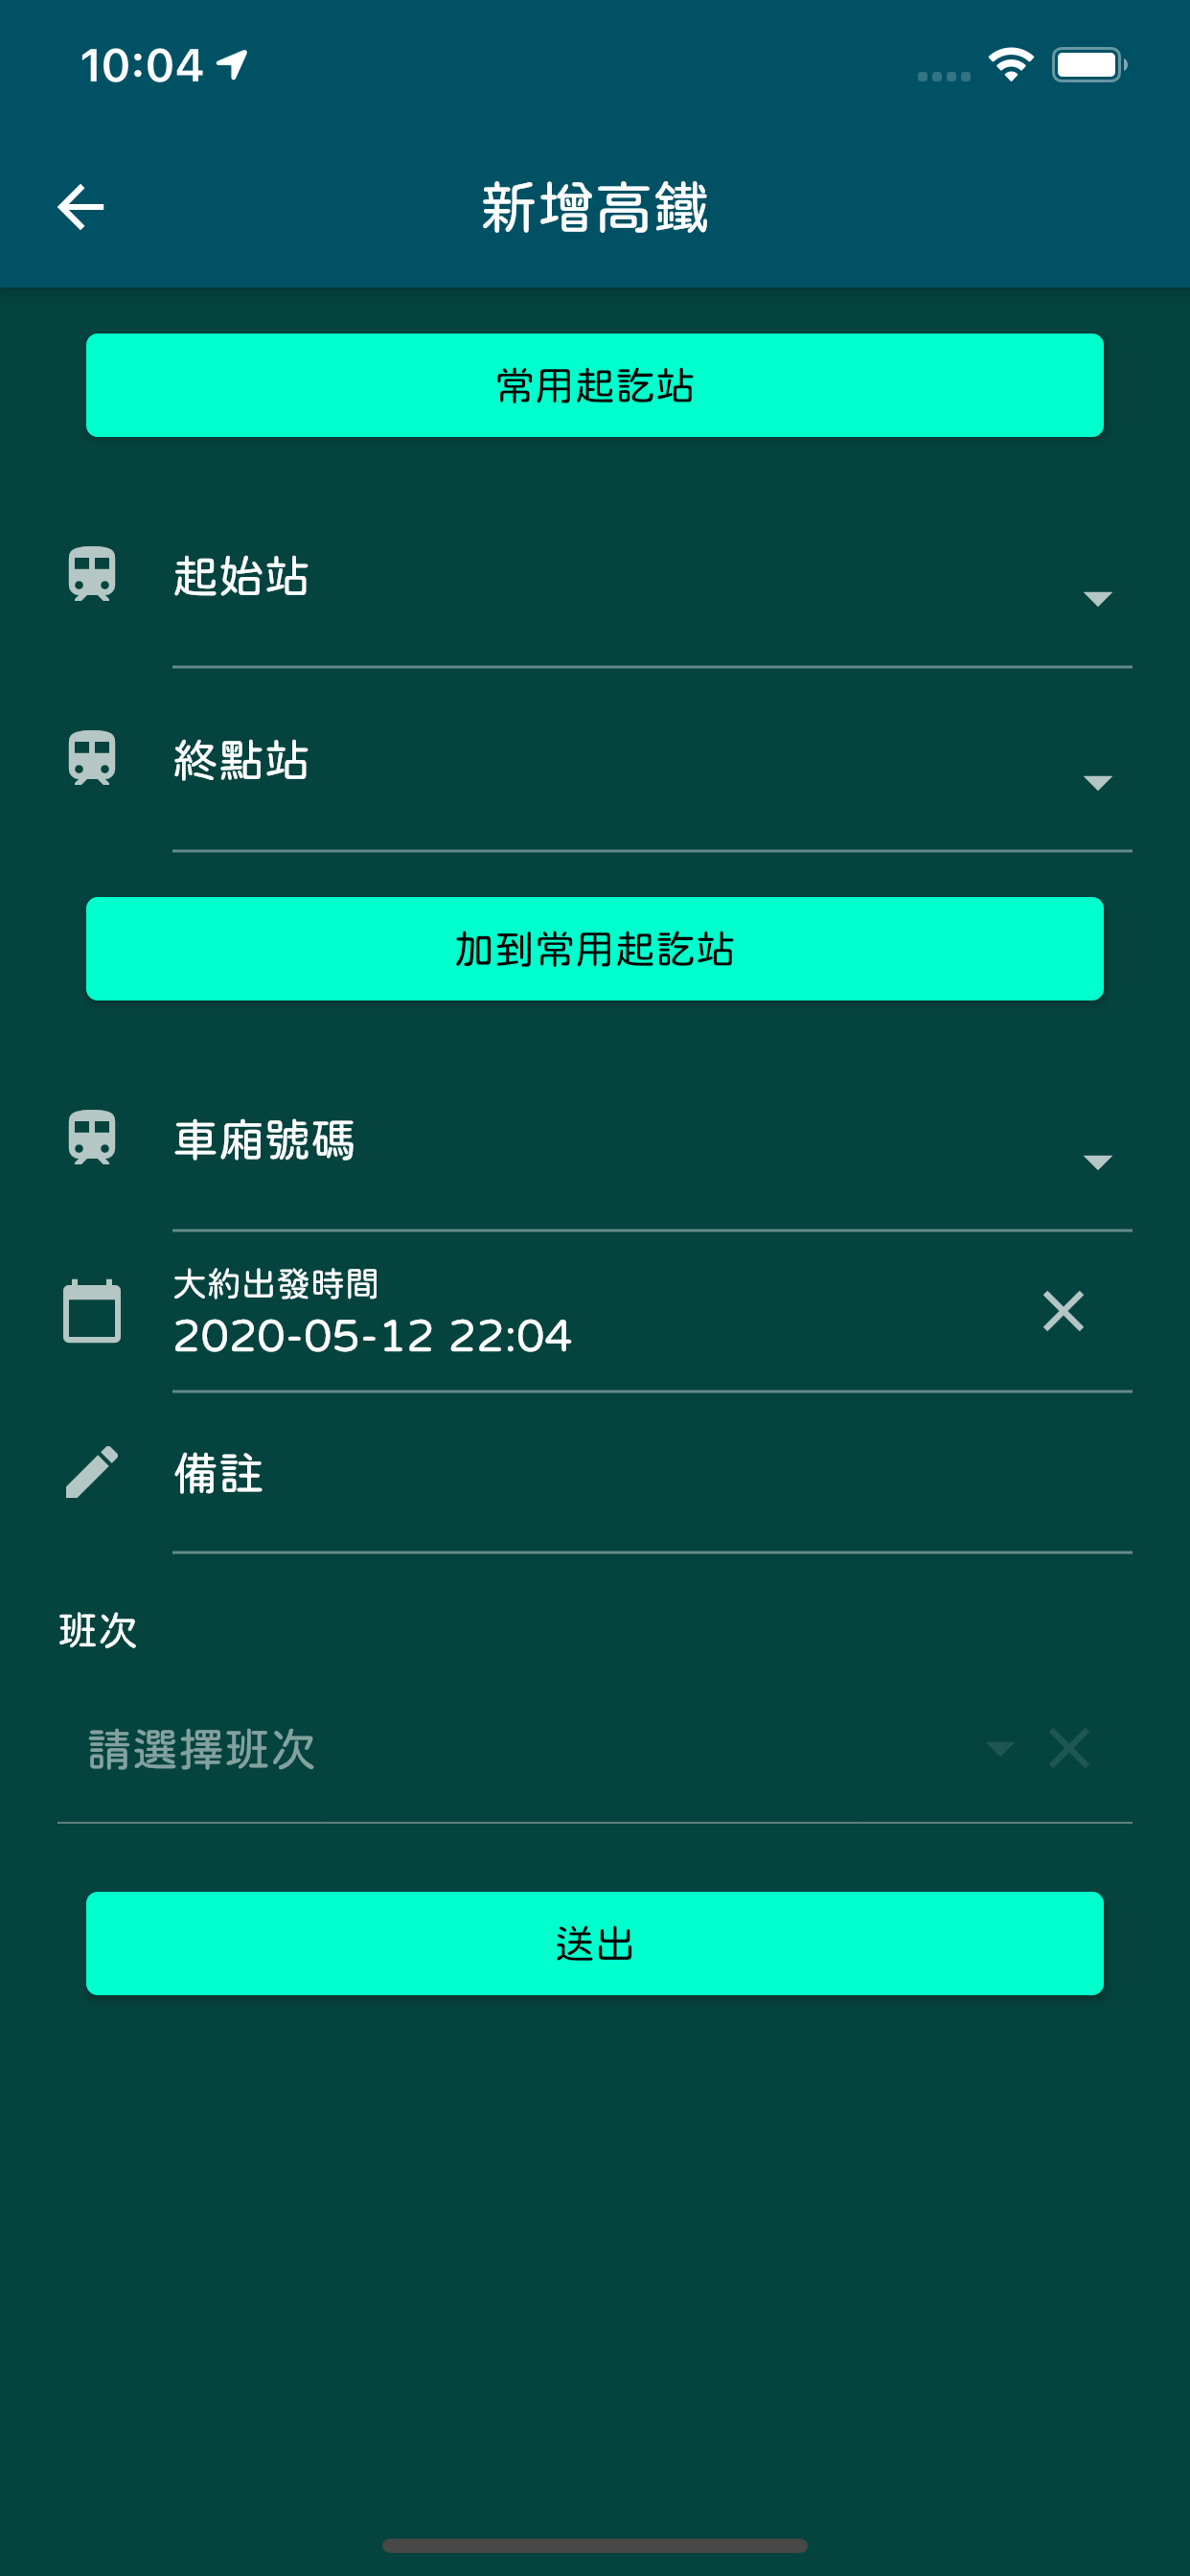 10:04
新增高鐵
常用起訖站
起始站
終點站
加到常用起訖站
車廂號碼
大約出發時間
2020-05-12 22:04
備註
班次
請選擇班次
送出